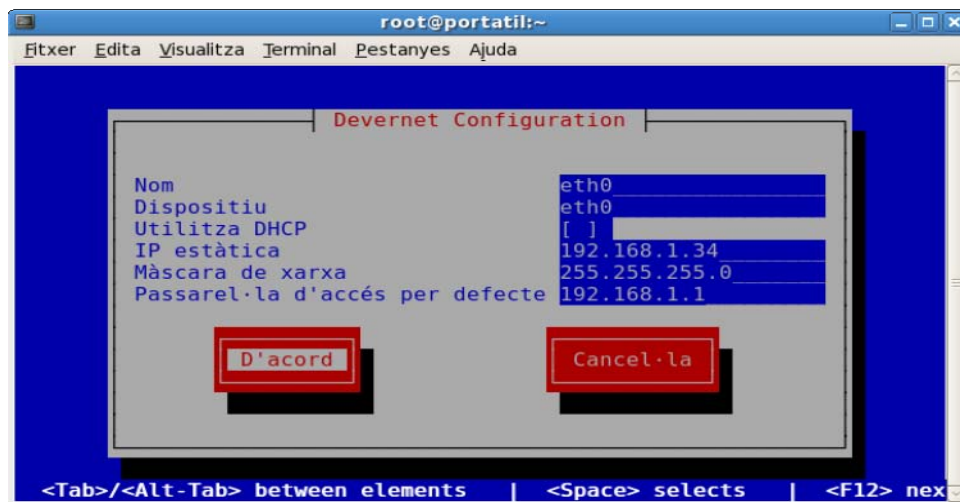 root@portatil:~
Fitxer Edita Visualitza Terminal Pestanyes Ajuda
Devernet Configuration
Nom eth0
Dispositiu eth0
Utilitza DHCP [ ]
IP estàtica 192.168.1.34
Màscara de xarxa 255.255.255.0
Passarel·la d'accés per defecte 192.168.1.1
D'acord Cancel·la
<Tab>/<Alt-Tab> between elements | <Space> selects | <F12> nex